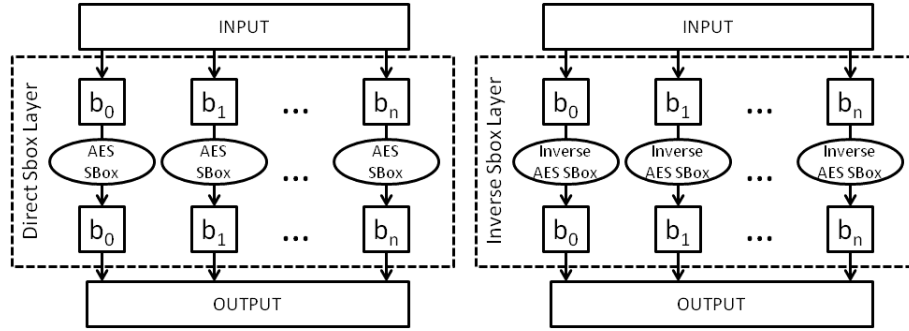 INPUT
Direct Sbox Layer
b0 b1 ... bn
AES SBox AES SBox AES SBox
... 
b0 b1 ... bn
OUTPUT
INPUT
Inverse Sbox Layer
b0 b1 ... bn
Inverse AES SBox Inverse AES SBox Inverse AES SBox
...
b0 b1 ... bn
OUTPUT